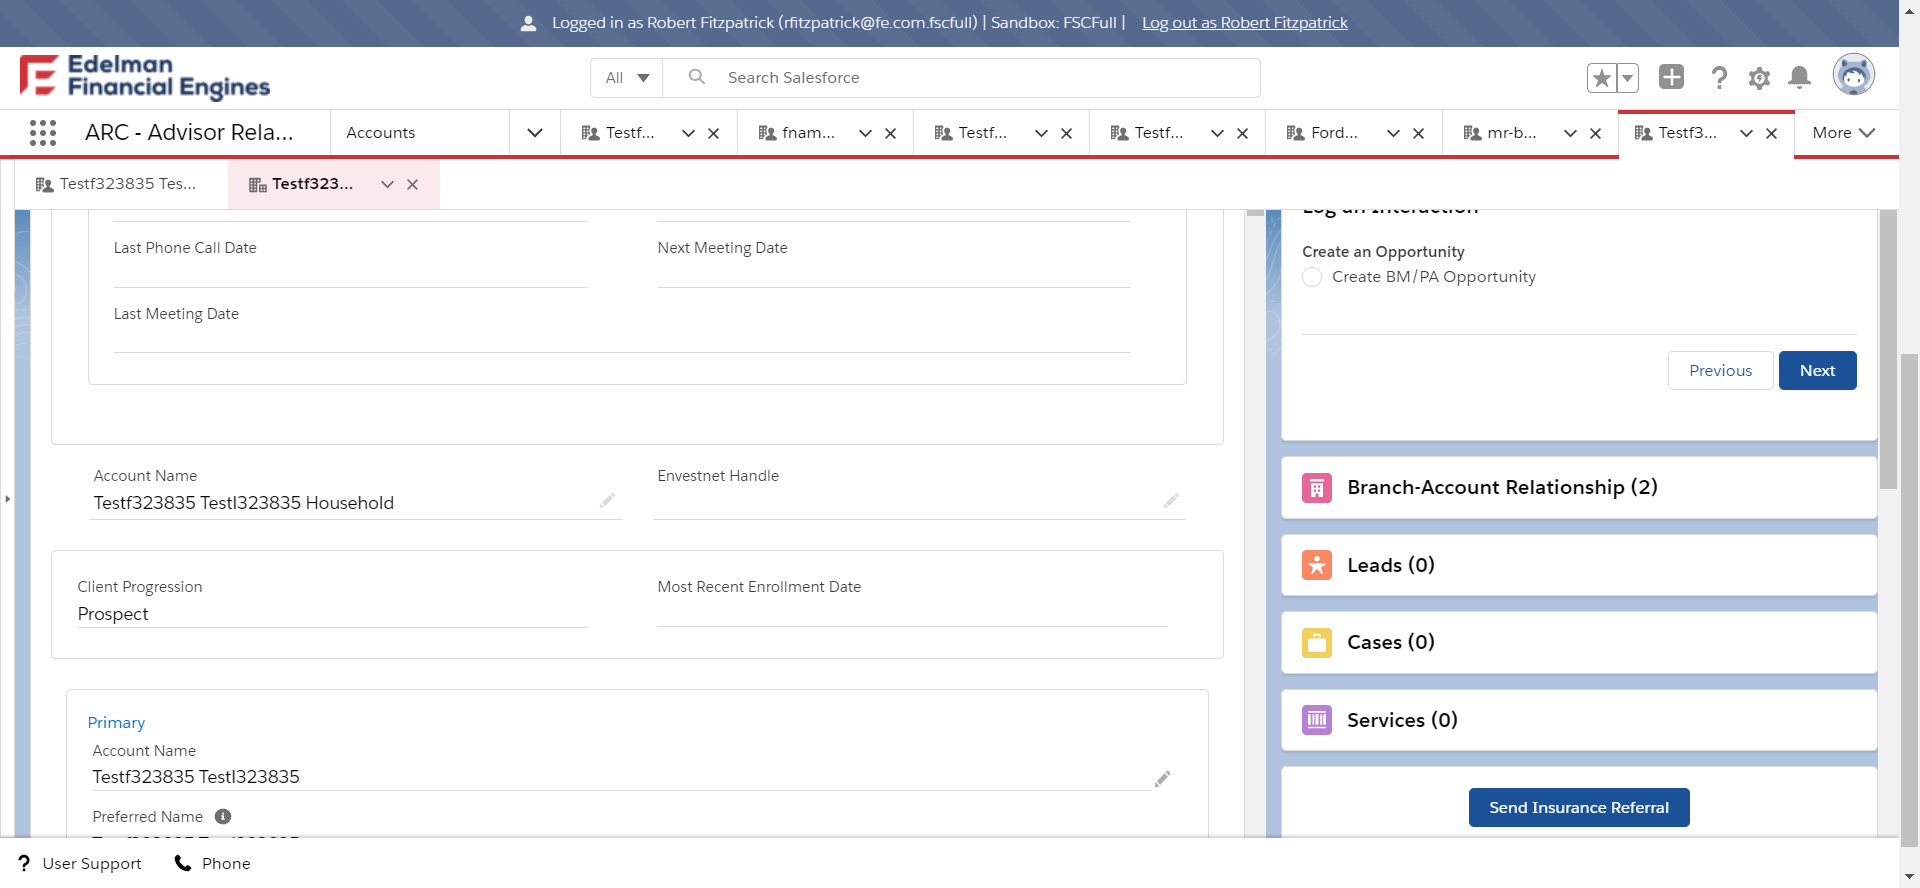 Logged in as Robert Fitzpatrick (rfitzpatrick@fe.com.fscfull) | Sandbox: FSCFull | Log out as Robert Fitzpatrick
Edelman
Financial Engines
All
Search Salesforce
ARC - Advisor Rela...
Accounts
Testf...
fnam...
Testf...
Testf...
Ford...
mr-b...
Testf3...
More
Testf323835 Tes...
Testf323...
Log an Interaction
Last Phone Call Date
Next Meeting Date
Last Meeting Date
Create an Opportunity
Create BM/PA Opportunity
Previous
Next
Account Name
Testf323835 Testl323835 Household
Envestnet Handle
Client Progression
Prospect
Most Recent Enrollment Date
Branch-Account Relationship (2)
Leads (0)
Cases (0)
Services (0)
Primary
Account Name
Testf323835 Testl323835
Preferred Name
Send Insurance Referral
User Support
Phone